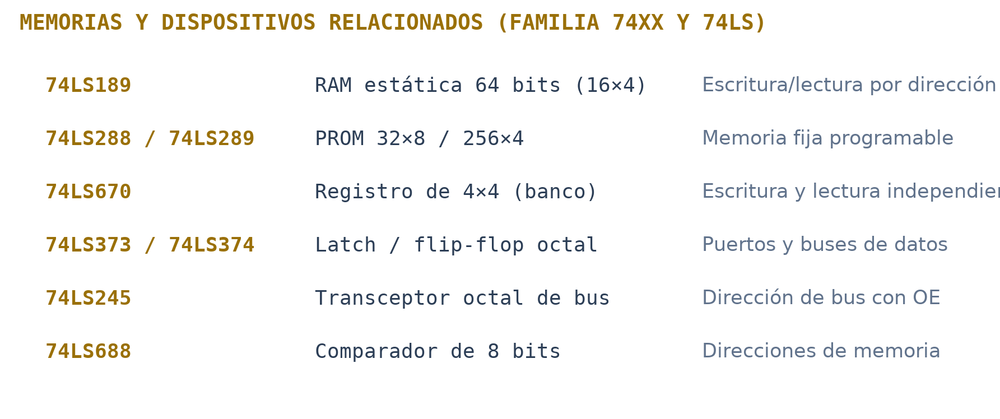 MEMORIAS Y DISPOSITIVOS RELACIONADOS (FAMILIA 74XX Y 74LS)
74LS189 RAM estática 64 bits (16×4) Escritura/lectura por dirección
74LS288 / 74LS289 PROM 32×8 / 256×4 Memoria fija programable
74LS670 Registro de 4×4 (banco) Escritura y lectura
74LS373 / 74LS374 Latch / flip-flop octal Puertos y buses de datos
74LS245 Transceptor octal de bus Dirección de bus con OE
74LS688 Comparador de 8 bits Direcciones de memoria